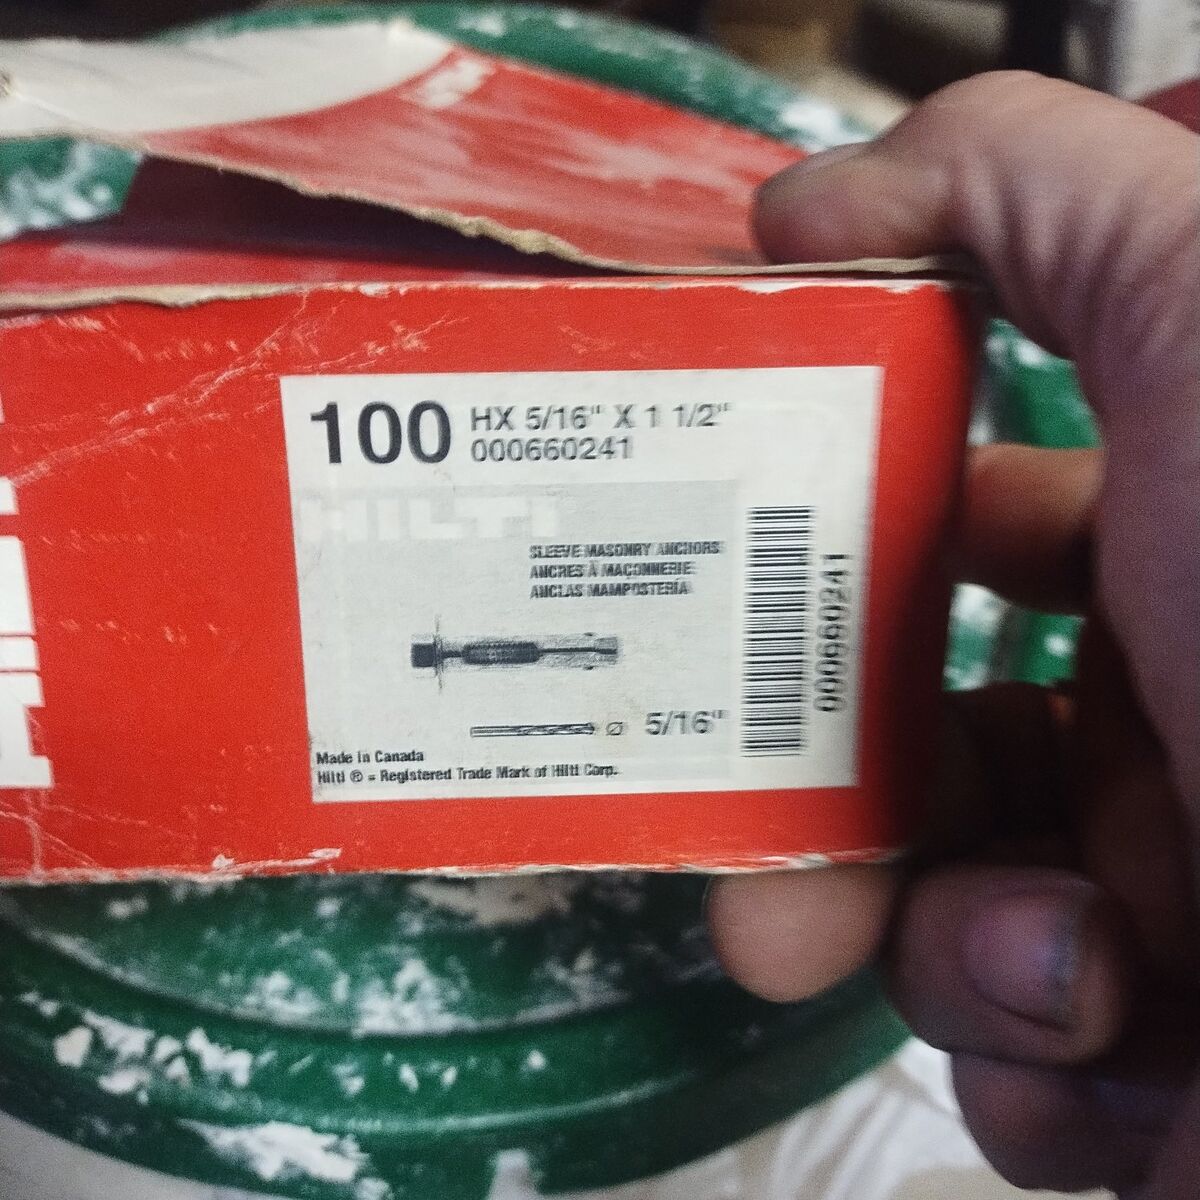 100 HX 5/16" X 1 1/2"
000660241
HILTI
SLEEVE MASONRY ANCHORS
ANCRES À MAÇONNERIE
ANCLAS MAMPOSTERÍA
Ø 5/16"
000660241
Made in Canada
Hilti ® = Registered Trade Mark of Hilti Corp.